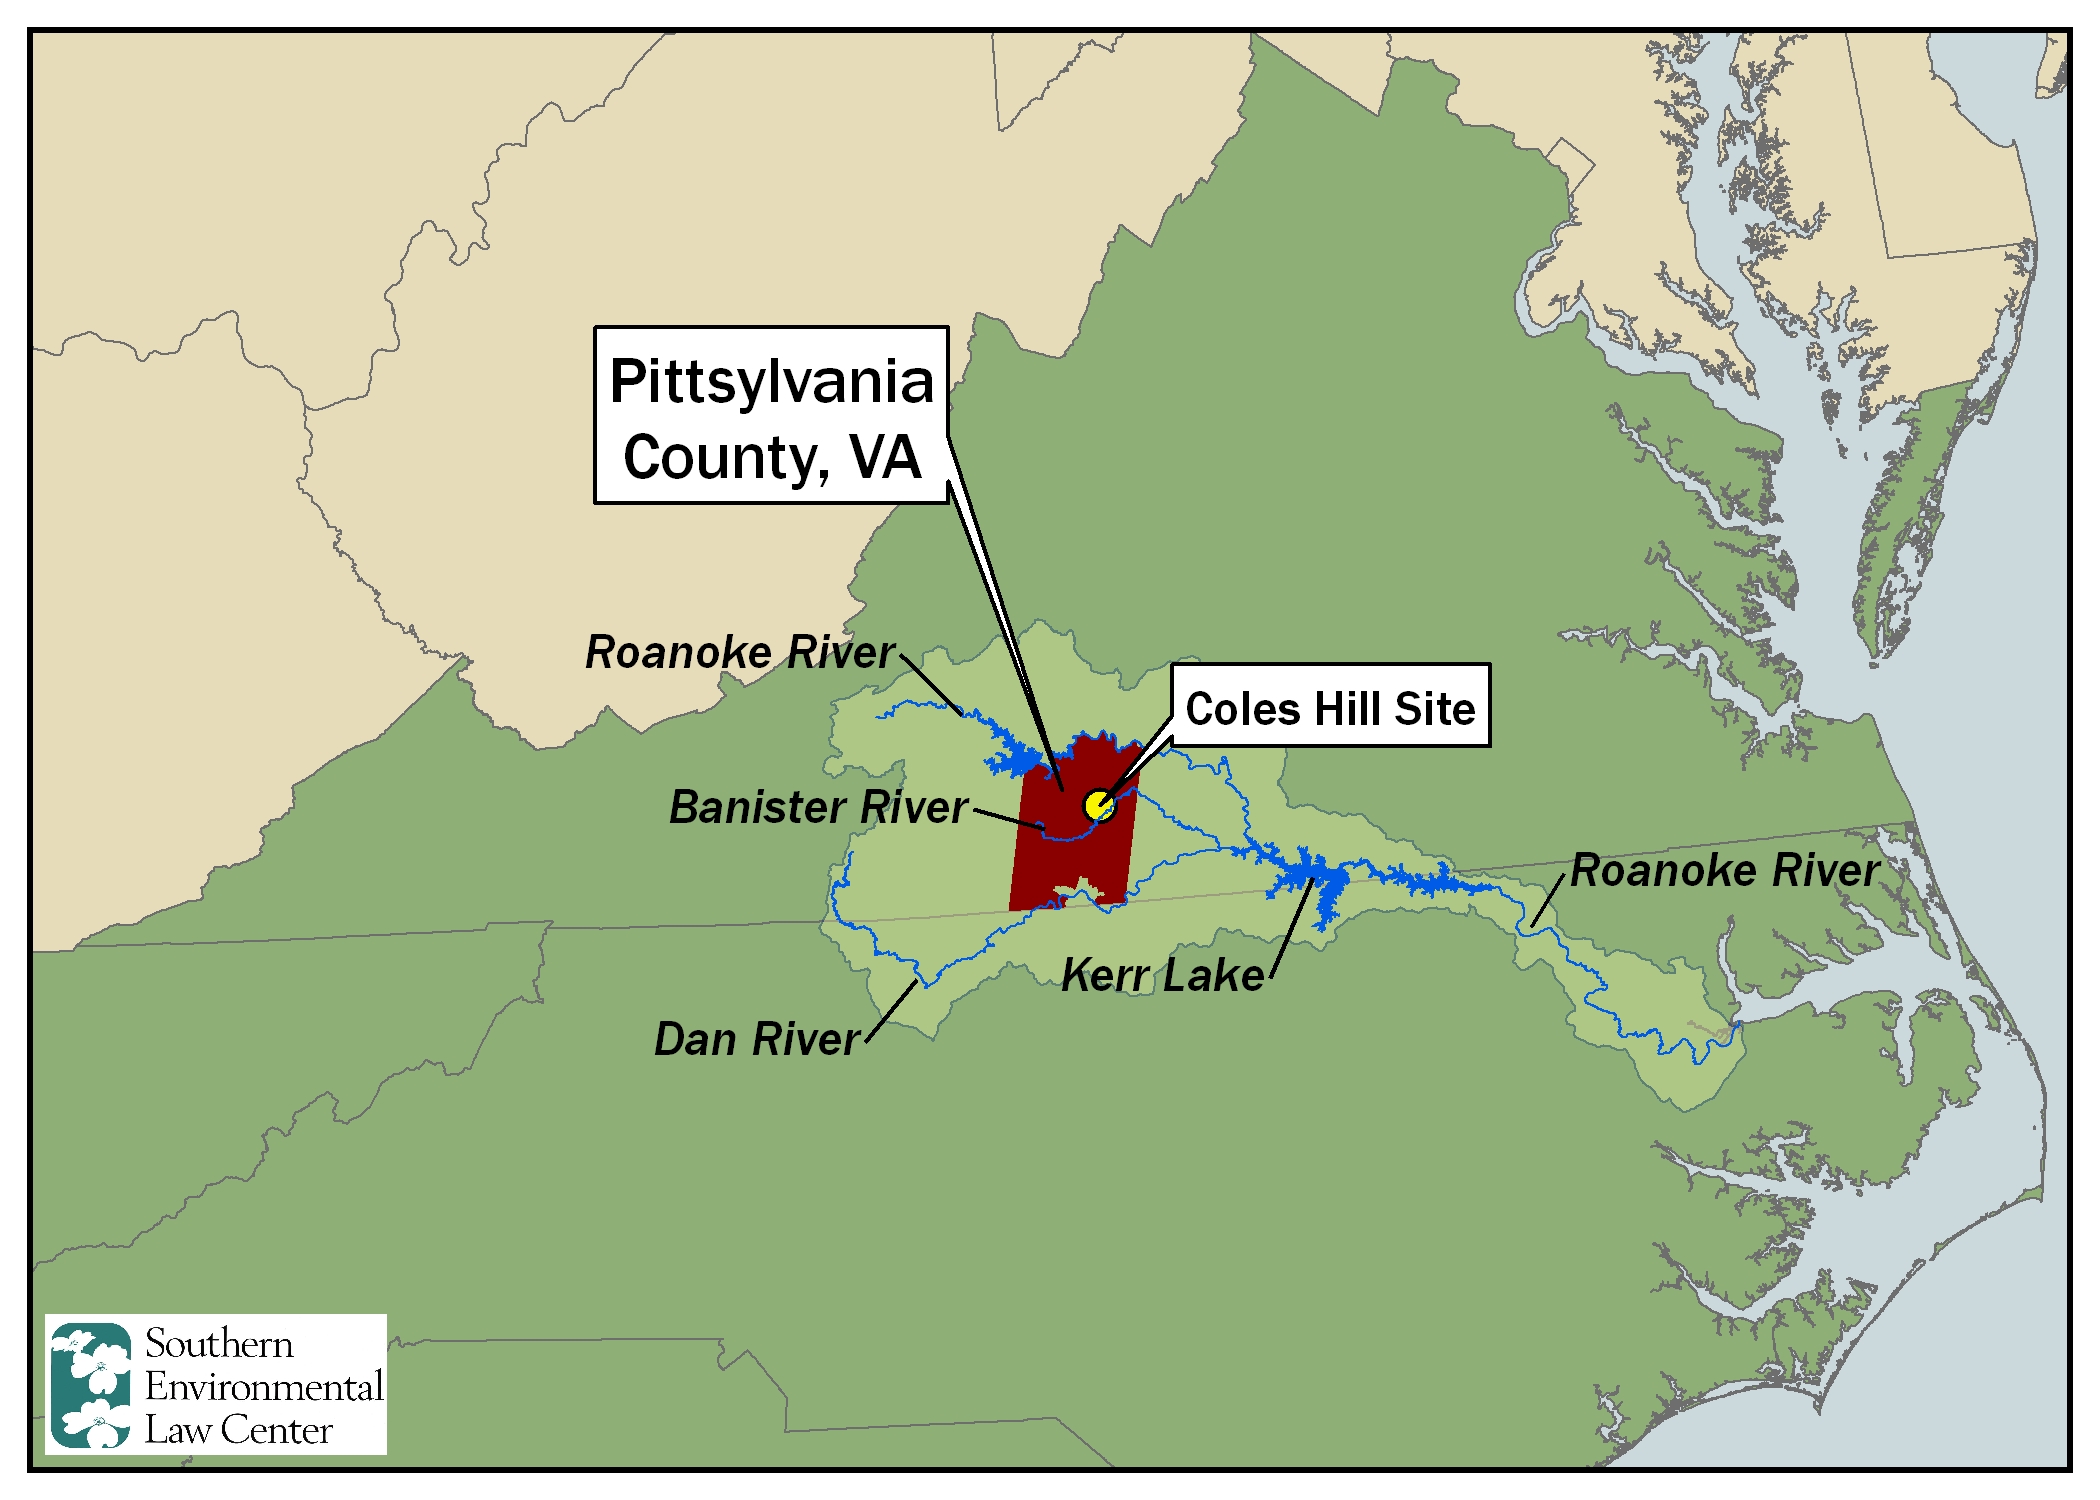 Pittsylvania
County, VA
Roanoke River
Coles Hill Site
Banister River
Roanoke River
Kerr Lake
Dan River
Southern
Environmental
Law Center